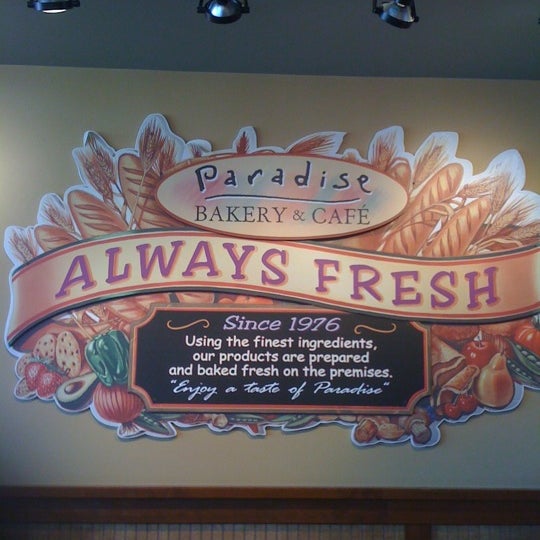 Paradise
BAKERY & CAFÉ
ALWAYS FRESH
Since 1976
Using the finest ingredients,
our products are prepared
and baked fresh on the premises.
"Enjoy a taste of Paradise"